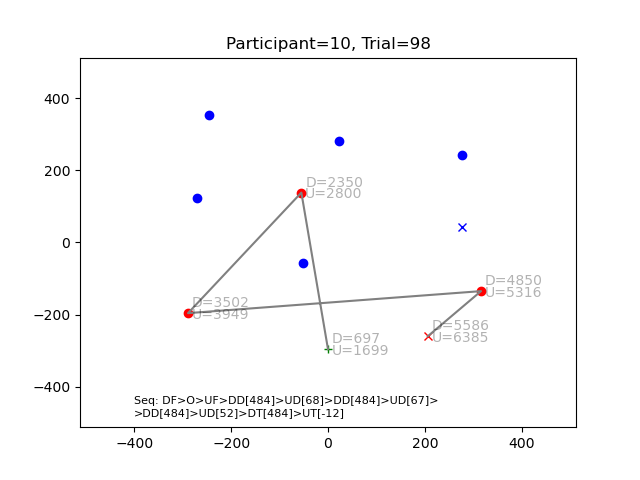 Participant=10, Trial=98
400
200
0
−200
−400
D=2350
U=2800
D=4850
U=5316
D=3502
U=3949
D=5586
U=6385
D=697
U=1699
Seq: DF>O>UF>DD[484]>UD[68]>DD[484]>UD[67]>
>DD[484]>UD[52]>DT[484]>UT[-12]
−400 −200 0 200 400